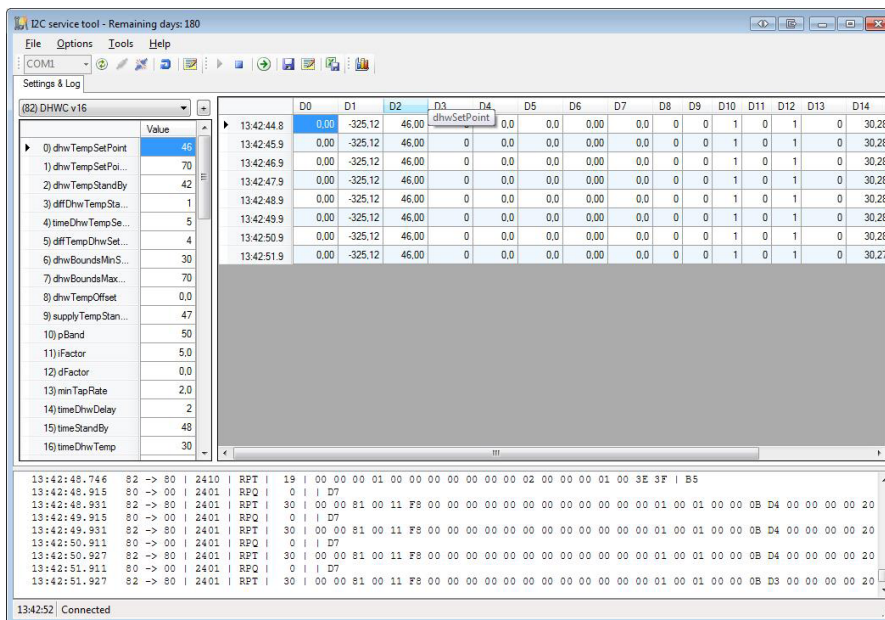 I2C service tool - Remaining days: 180
File Options Tools Help
COM1
Settings & Log
(82) DHWC v16 +
Value
0) dhwTempSetPoint 46
1) dhwTempSetPoi... 70
2) dhwTempStandBy 42
3) diffDhwTempSta... 1
4) timeDhwTempSe... 5
5) diffTempDhwSet... 4
6) dhwBoundsMinS... 30
7) dhwBoundsMax... 70
8) dhwTempOffset 0,0
9) supplyTempStan... 47
10) pBand 50
11) iFactor 5,0
12) dFactor 0,0
13) minTapRate 2,0
14) timeDhwDelay 2
15) timeStandBy 48
16) timeDhwTemp 30
D0 D1 D2 D3 D4 D5 D6 D7 D8 D9 D10 D11 D12 D13 D14
dhwSetPoint
13:42:44.8 0,00 -325,12 46,00 0 0,0 0,0 0,00 0,0 0 0 1 0 1 0 30,28
13:42:45.9 0,00 -325,12 46,00 0 0,0 0,0 0,00 0,0 0 0 1 0 1 0 30,28
13:42:46.9 0,00 -325,12 46,00 0 0,0 0,0 0,00 0,0 0 0 1 0 1 0 30,28
13:42:47.9 0,00 -325,12 46,00 0 0,0 0,0 0,00 0,0 0 0 1 0 1 0 30,28
13:42:48.9 0,00 -325,12 46,00 0 0,0 0,0 0,00 0,0 0 0 1 0 1 0 30,28
13:42:49.9 0,00 -325,12 46,00 0 0,0 0,0 0,00 0,0 0 0 1 0 1 0 30,28
13:42:50.9 0,00 -325,12 46,00 0 0,0 0,0 0,00 0,0 0 0 1 0 1 0 30,28
13:42:51.9 0,00 -325,12 46,00 0 0,0 0,0 0,00 0,0 0 0 1 0 1 0 30,27
13:42:48.746 82 -> 80 | 2410 | RPT | 19 | 00 00 00 01 00 00 00 00 00 00 00 02 00 00 00 01 00 3E 3F | B5
13:42:48.915 80 -> 00 | 2401 | RPQ | 0 | | D7
13:42:48.931 82 -> 80 | 2401 | RPT | 30 | 00 00 81 00 11 F8 00 00 00 00 00 00 00 00 00 00 00 01 00 01 00 00 0B D4 00 00 00 00 20
13:42:49.915 80 -> 00 | 2401 | RPQ | 0 | | D7
13:42:49.931 82 -> 80 | 2401 | RPT | 30 | 00 00 81 00 11 F8 00 00 00 00 00 00 00 00 00 00 00 01 00 01 00 00 0B D4 00 00 00 00 20
13:42:50.911 80 -> 00 | 2401 | RPQ | 0 | | D7
13:42:50.927 82 -> 80 | 2401 | RPT | 30 | 00 00 81 00 11 F8 00 00 00 00 00 00 00 00 00 00 00 01 00 01 00 00 0B D4 00 00 00 00 20
13:42:51.911 80 -> 00 | 2401 | RPQ | 0 | | D7
13:42:51.927 82 -> 80 | 2401 | RPT | 30 | 00 00 81 00 11 F8 00 00 00 00 00 00 00 00 00 00 00 01 00 01 00 00 0B D3 00 00 00 00 20
13:42:52 Connected